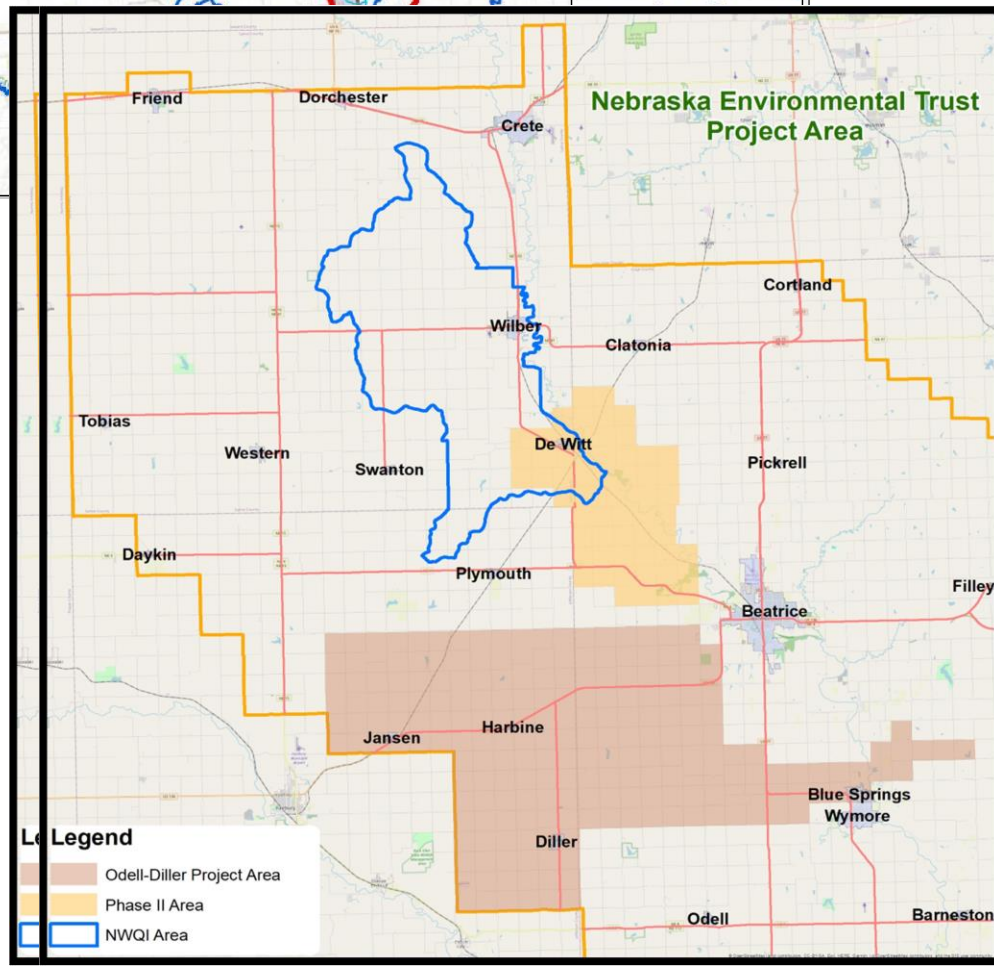 Nebraska Environmental Trust
Project Area
Friend
Dorchester
Crete
Cortland
Wilber
Clatonia
Tobias
De Witt
Western
Swanton
Pickrell
Daykin
Plymouth
Filley
Beatrice
Jansen
Harbine
Blue Springs
Wymore
Diller
Odell
Barneston
Le
Legend
Odell-Diller Project Area
Phase II Area
NWQI Area